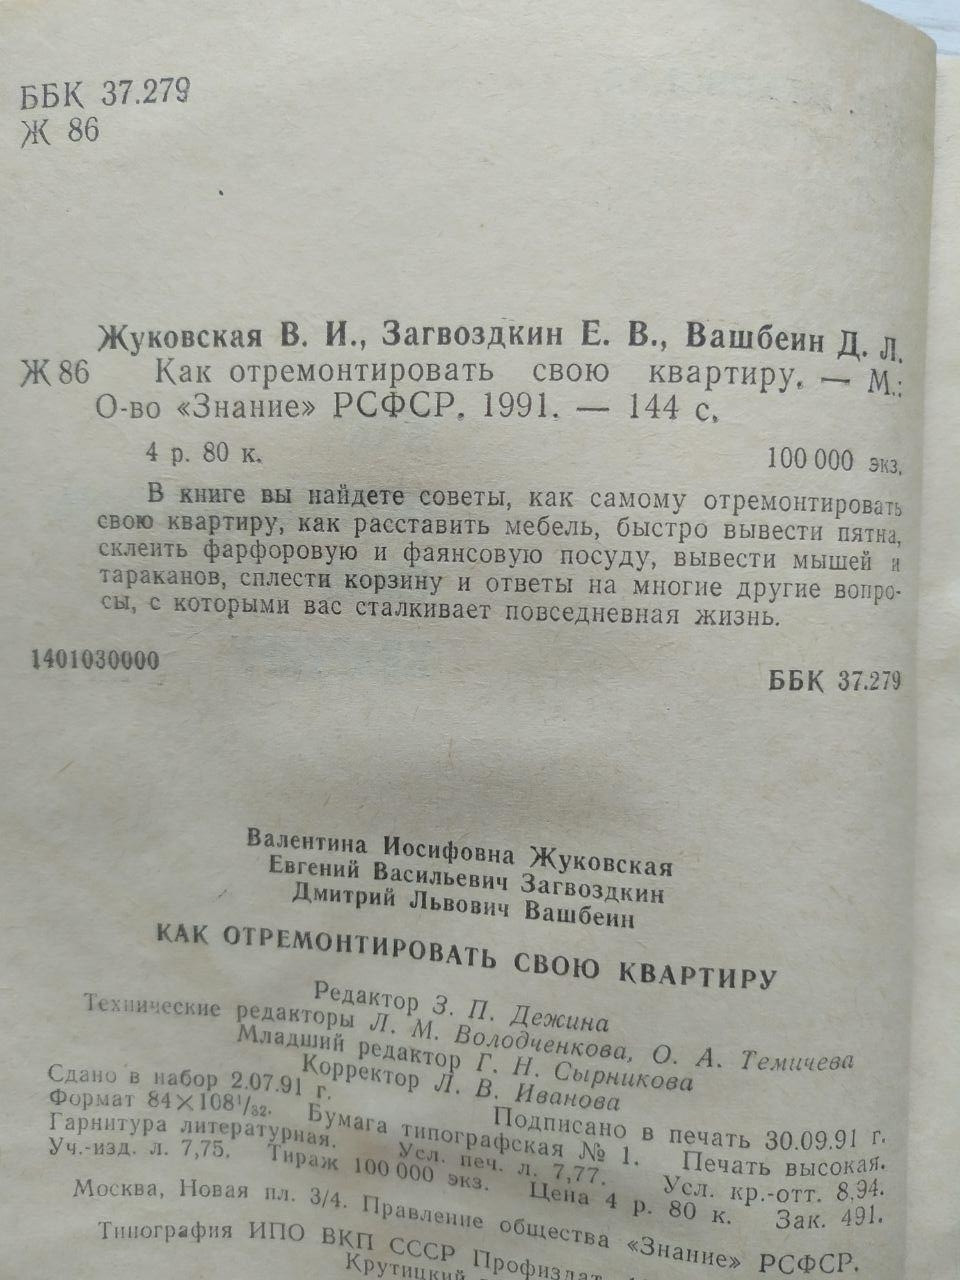 ББК 37.279
Ж 86
Жуковская В. И., Загвоздкин Е. В., Вашбеин Д. Л.
Ж 86 Как отремонтировать свою квартиру. — М.:
О-во «Знание» РСФСР. 1991. — 144 с.
4 р. 80 к. 100 000 экз.
В книге вы найдете советы, как самому отремонтировать
свою квартиру, как расставить мебель, быстро вывести пятна,
склеить фарфоровую и фаянсовую посуду, вывести мышей и
тараканов, сплести корзину и ответы на многие другие вопро-
сы, с которыми вас сталкивает повседневная жизнь.
1401030000
ББК 37.279
Валентина Иосифовна Жуковская
Евгений Васильевич Загвоздкин
Дмитрий Львович Вашбеин
КАК ОТРЕМОНТИРОВАТЬ СВОЮ КВАРТИРУ
Редактор З. П. Дежина
Технические редакторы Л. М. Володченкова, О. А. Темичева
Младший редактор Г. Н. Сырникова
Корректор Л. В. Иванова
Сдано в набор 2.07.91 г. Подписано в печать 30.09.91 г.
Формат 84×108¹/₃₂. Бумага типографская № 1. Печать высокая.
Гарнитура литературная. Усл. печ. л. 7,77. Усл. кр.-отт. 8,94.
Уч.-изд. л. 7,75. Тираж 100 000 экз. Цена 4 р. 80 к. Зак. 491.
Москва, Новая пл. 3/4. Правление общества «Знание» РСФСР.
Типография ИПО ВКП СССР Профиздат
Крутицкий